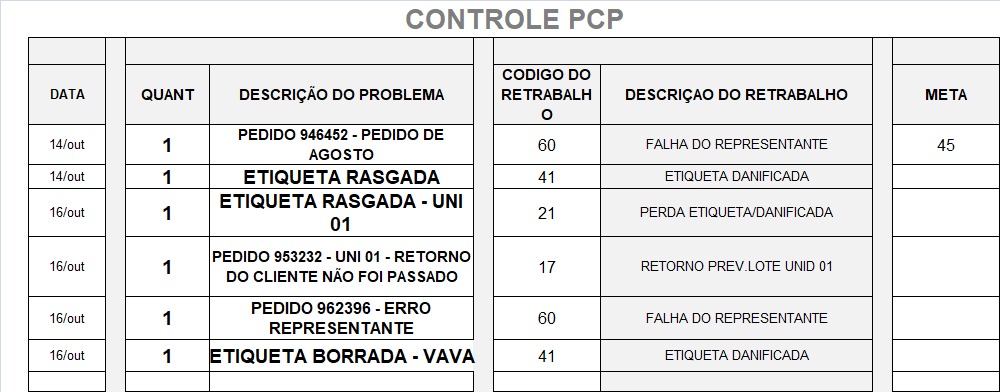 CONTROLE PCP
DATA QUANT DESCRIÇÃO DO PROBLEMA CODIGO DO RETRABALH O DESCRIÇAO DO RETRABALHO META
14/out 1 PEDIDO 946452 - PEDIDO DE AGOSTO 60 FALHA DO REPRESENTANTE 45
14/out 1 ETIQUETA RASGADA 41 ETIQUETA DANIFICADA
16/out 1 ETIQUETA RASGADA - UNI 01 21 PERDA ETIQUETA/DANIFICADA
16/out 1 PEDIDO 953232 - UNI 01 - RETORNO DO CLIENTE NÃO FOI PASSADO 17 RETORNO PREV.LOTE UNID 01
16/out 1 PEDIDO 962396 - ERRO REPRESENTANTE 60 FALHA DO REPRESENTANTE
16/out 1 ETIQUETA BORRADA - VAVA 41 ETIQUETA DANIFICADA